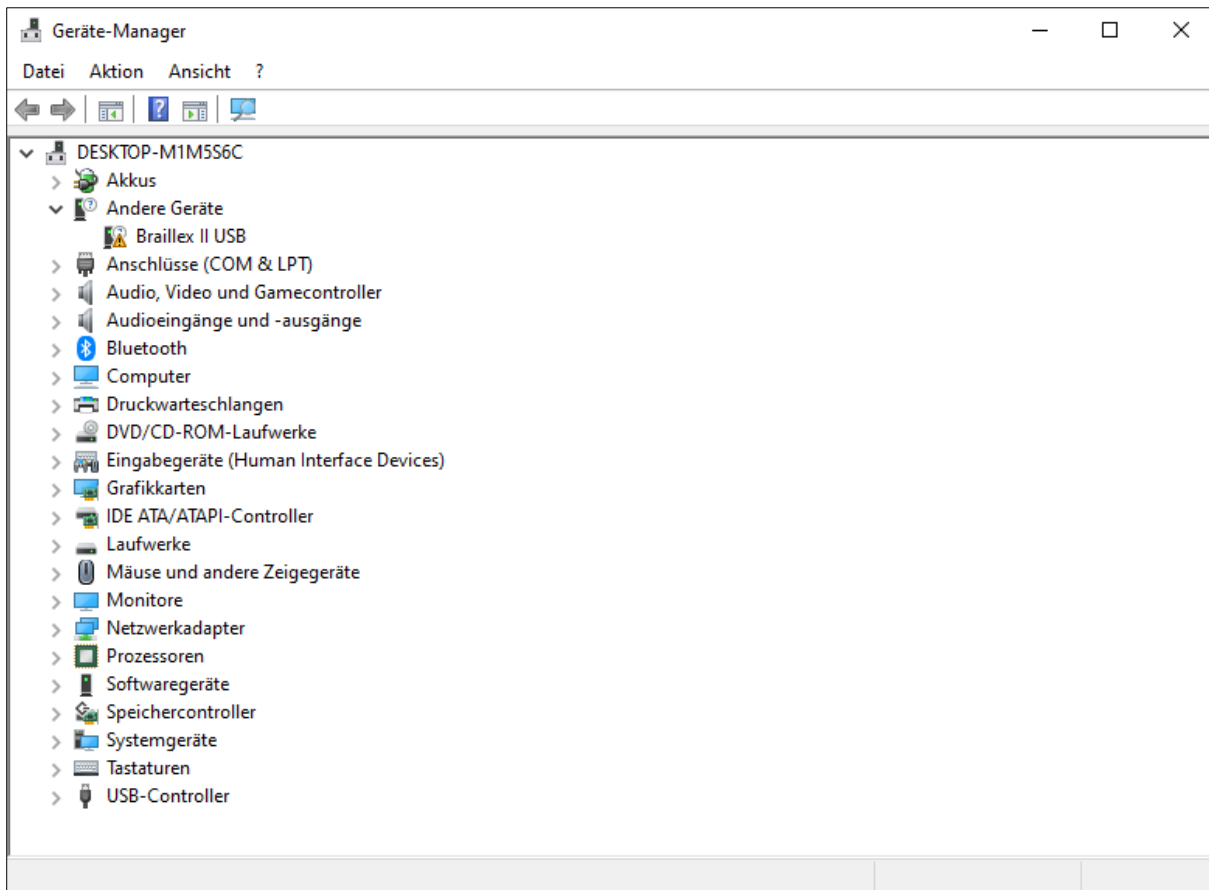 Geräte-Manager
Datei Aktion Ansicht ?
DESKTOP-M1M5S6C
Akkus
Andere Geräte
Braillex II USB
Anschlüsse (COM & LPT)
Audio, Video und Gamecontroller
Audioeingänge und -ausgänge
Bluetooth
Computer
Druckwarteschlangen
DVD/CD-ROM-Laufwerke
Eingabegeräte (Human Interface Devices)
Grafikkarten
IDE ATA/ATAPI-Controller
Laufwerke
Mäuse und andere Zeigegeräte
Monitore
Netzwerkadapter
Prozessoren
Softwaregeräte
Speichercontroller
Systemgeräte
Tastaturen
USB-Controller